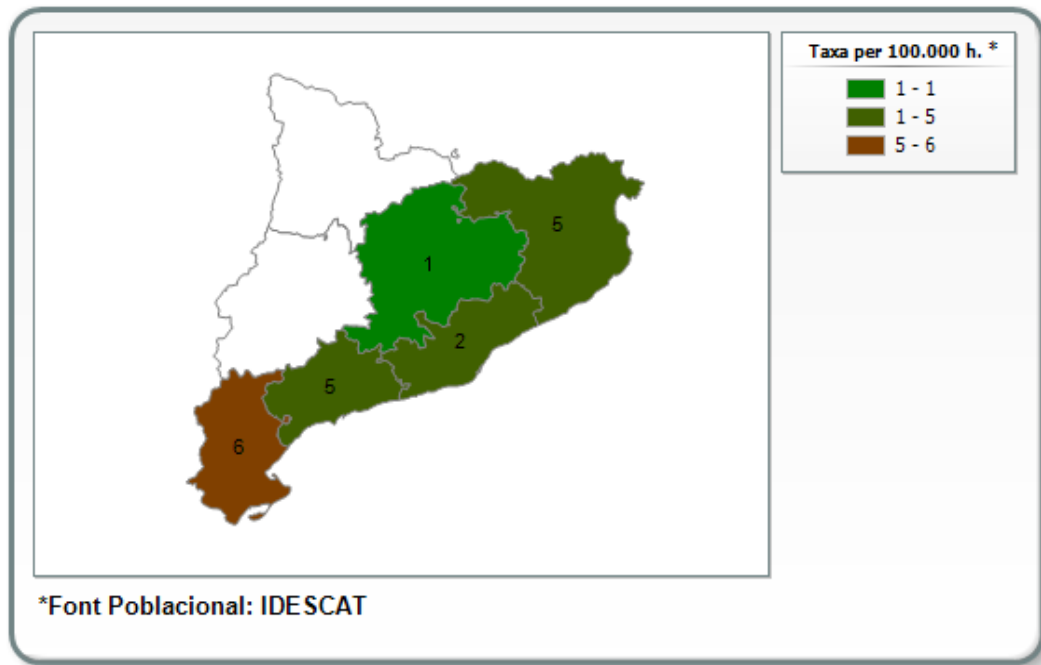 Taxa per 100.000 h. *
1 - 1
1 - 5
5 - 6
5
1
2
5
6
*Font Poblacional: IDESCAT